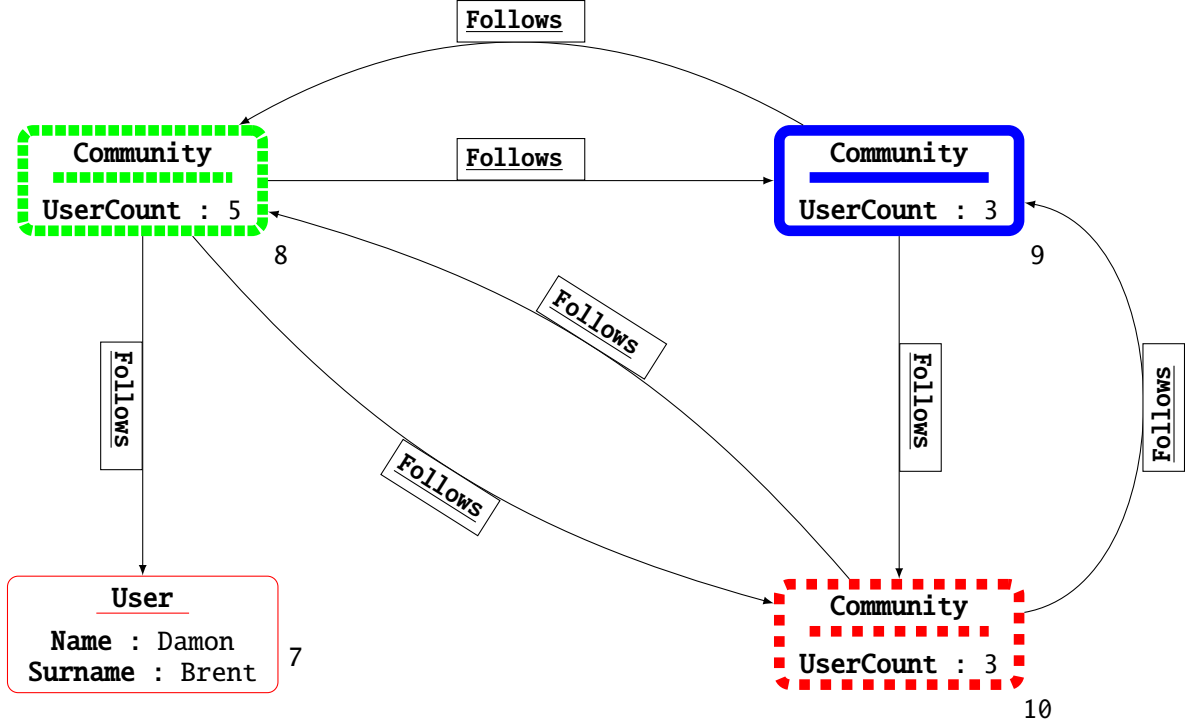 Follows
Community
UserCount : 5
8
Follows
Community
UserCount : 3
9
Follows
Follows
Follows
Follows
Follows
User
Name : Damon
Surname : Brent
7
Community
UserCount : 3
10